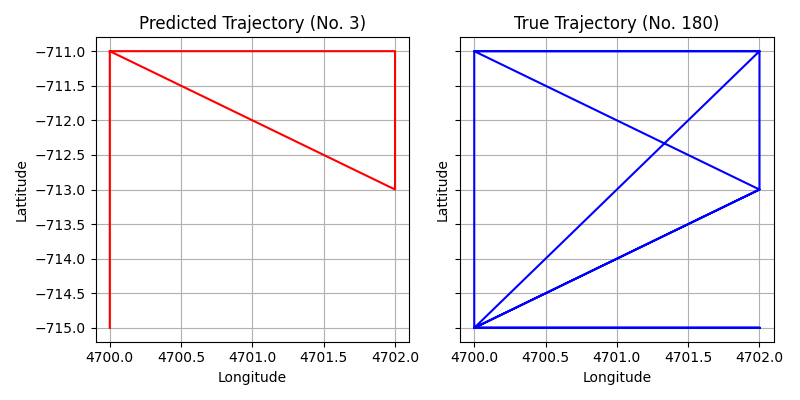 Predicted Trajectory (No. 3)
−711.0
−711.5
−712.0
−712.5
−713.0
−713.5
−714.0
−714.5
−715.0
Lattitude
4700.0 4700.5 4701.0 4701.5 4702.0
Longitude
True Trajectory (No. 180)
Lattitude
4700.0 4700.5 4701.0 4701.5 4702.0
Longitude